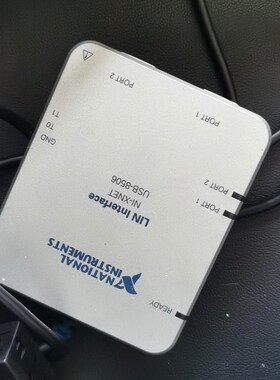 NATIONAL
INSTRUMENTS
LIN Interface
NI-XNET
USB-8506
READY
PORT 1
PORT 2
PORT 1
PORT 2
GND
T0
T1